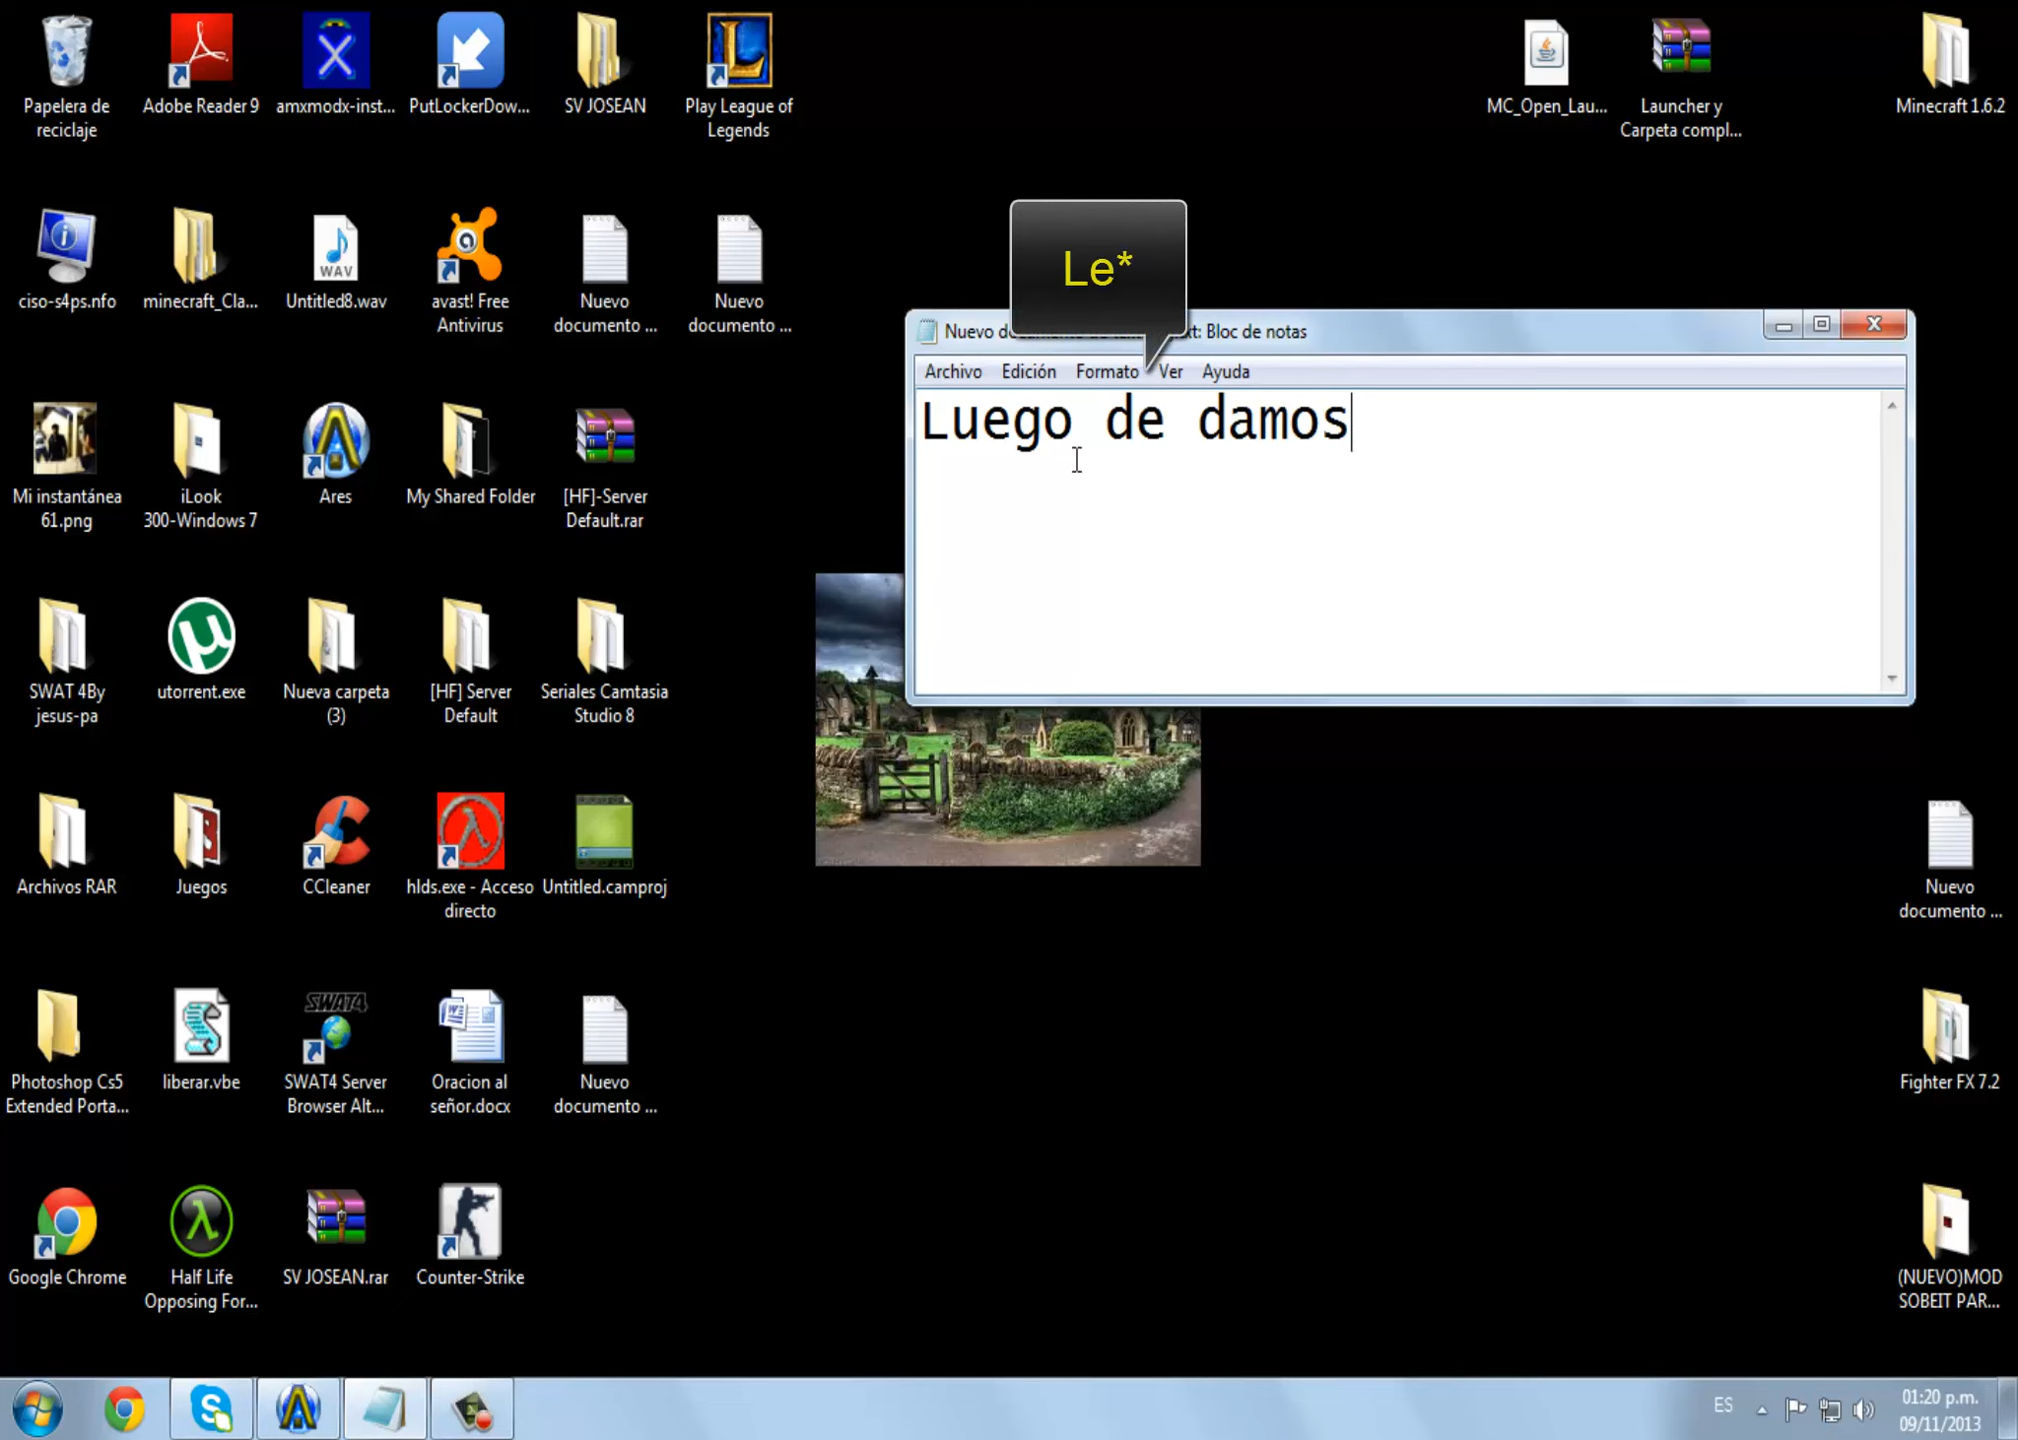 Papelera de
reciclaje
Adobe Reader 9
amxmodx-inst...
PutLockerDow...
SV JOSEAN
Play League of
Legends
MC_Open_Lau...
Launcher y
Carpeta compl...
Minecraft 1.6.2
ciso-s4ps.nfo
minecraft_Cla...
WAV
Untitled8.wav
avast! Free
Antivirus
Nuevo
documento ...
Nuevo
documento ...
Le*
xt: Bloc de notas
Archivo Edición Formato Ver Ayuda
Luego de damos
Mi instantánea
61.png
iLook
300-Windows 7
Ares
My Shared Folder
[HF]-Server
Default.rar
SWAT 4By
jesus-pa
utorrent.exe
Nueva carpeta
(3)
[HF] Server
Default
Seriales Camtasia
Studio 8
Archivos RAR
Juegos
CCleaner
hlds.exe - Acceso
directo
Untitled.camproj
Nuevo
documento ...
Photoshop Cs5
Extended Porta...
liberar.vbe
SWAT4
SWAT4 Server
Browser Alt...
Oracion al
señor.docx
Nuevo
documento ...
Fighter FX 7.2
Google Chrome
Half Life
Opposing For...
SV JOSEAN.rar
Counter-Strike
(NUEVO)MOD
SOBEIT PAR...
ES
01:20 p.m.
09/11/2013